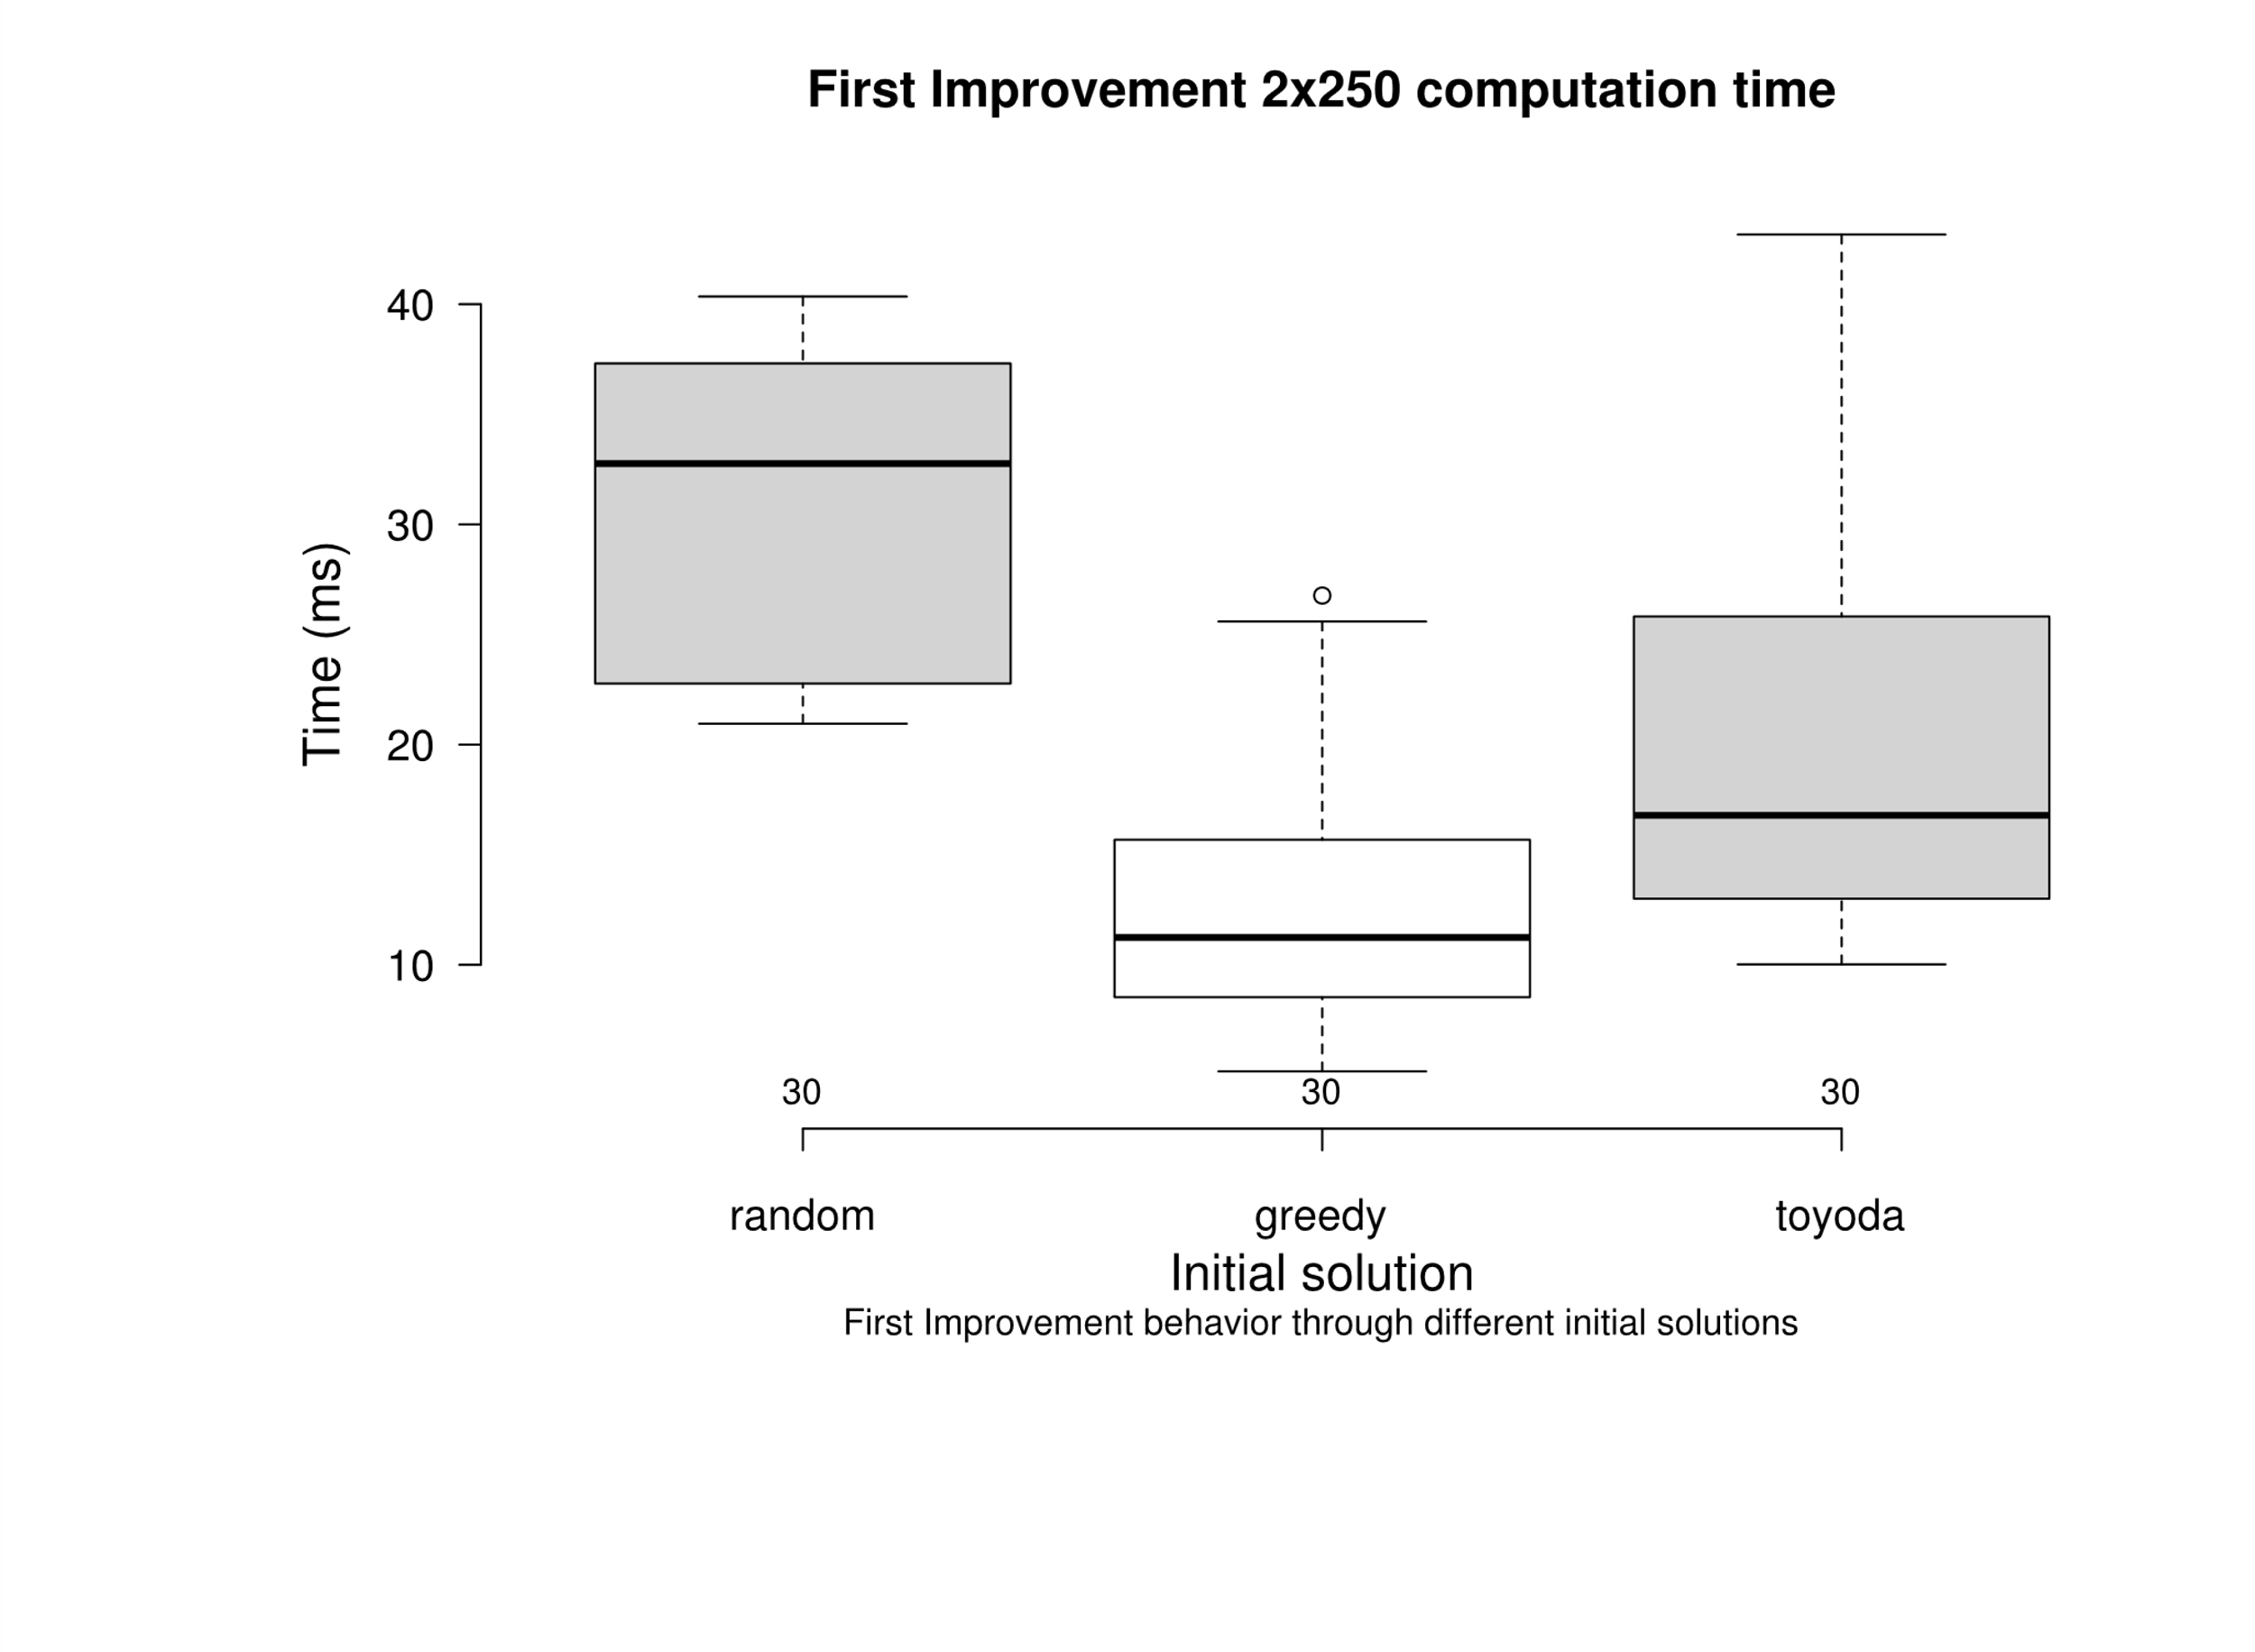 First Improvement 2x250 computation time
Time (ms)
40
30
20
10
30 30 30
random greedy toyoda
Initial solution
First Improvement behavior through different initial solutions